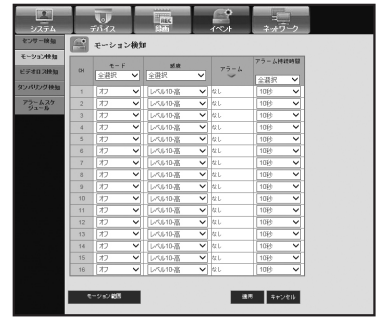 システム デバイス 録画 イベント ネットワーク
REC
センサー検知
モーション検知
ビデオロス検知
タンパリング検知
アラームスケジュール
モーション検知
CH モード 感度 アラーム アラーム持続時間
全選択 全選択 全選択
1 オフ レベル10-高 なし 10秒
2 オフ レベル10-高 なし 10秒
3 オフ レベル10-高 なし 10秒
4 オフ レベル10-高 なし 10秒
5 オフ レベル10-高 なし 10秒
6 オフ レベル10-高 なし 10秒
7 オフ レベル10-高 なし 10秒
8 オフ レベル10-高 なし 10秒
9 オフ レベル10-高 なし 10秒
10 オフ レベル10-高 なし 10秒
11 オフ レベル10-高 なし 10秒
12 オフ レベル10-高 なし 10秒
13 オフ レベル10-高 なし 10秒
14 オフ レベル10-高 なし 10秒
15 オフ レベル10-高 なし 10秒
16 オフ レベル10-高 なし 10秒
モーション範囲 適用 キャンセル